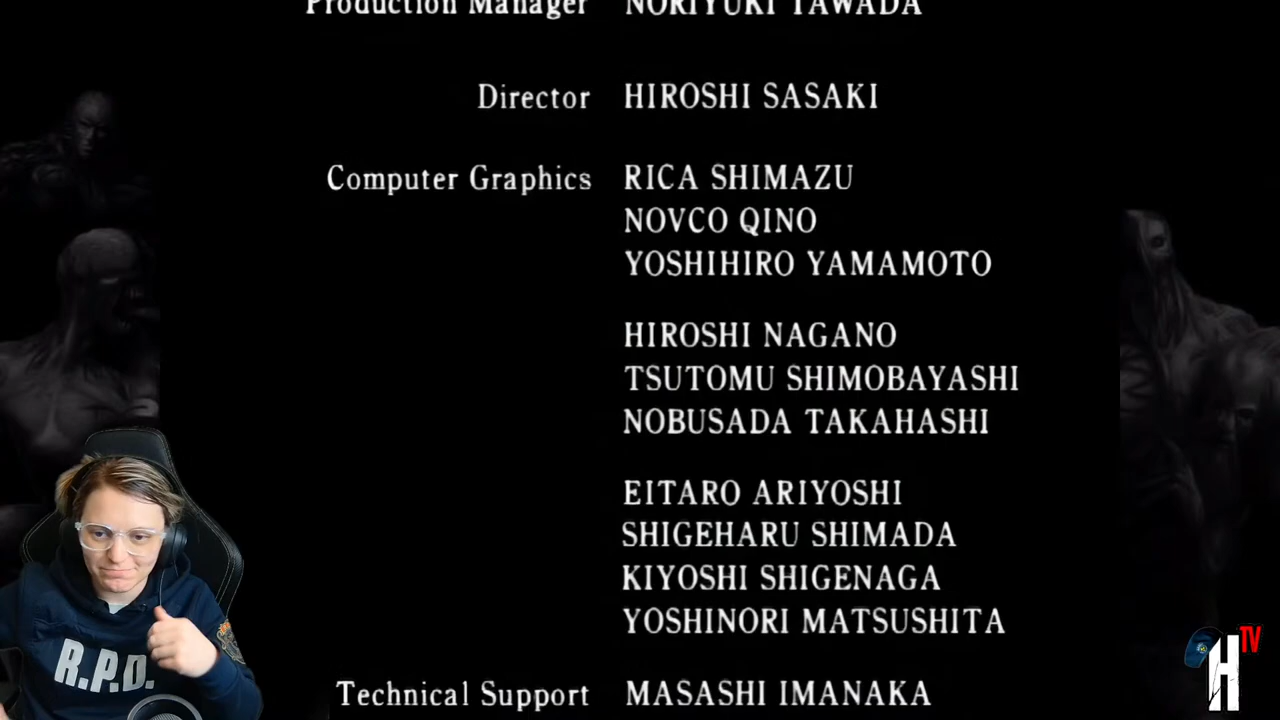 Production Manager NORIYUKI TAWADA
Director HIROSHI SASAKI
Computer Graphics RICA SHIMAZU
NOVCO QINO
YOSHIHIRO YAMAMOTO
HIROSHI NAGANO
TSUTOMU SHIMOBAYASHI
NOBUSADA TAKAHASHI
EITARO ARIYOSHI
SHIGEHARU SHIMADA
KIYOSHI SHIGENAGA
YOSHINORI MATSUSHITA
R.P.D.
Technical Support MASASHI IMANAKA
H TV